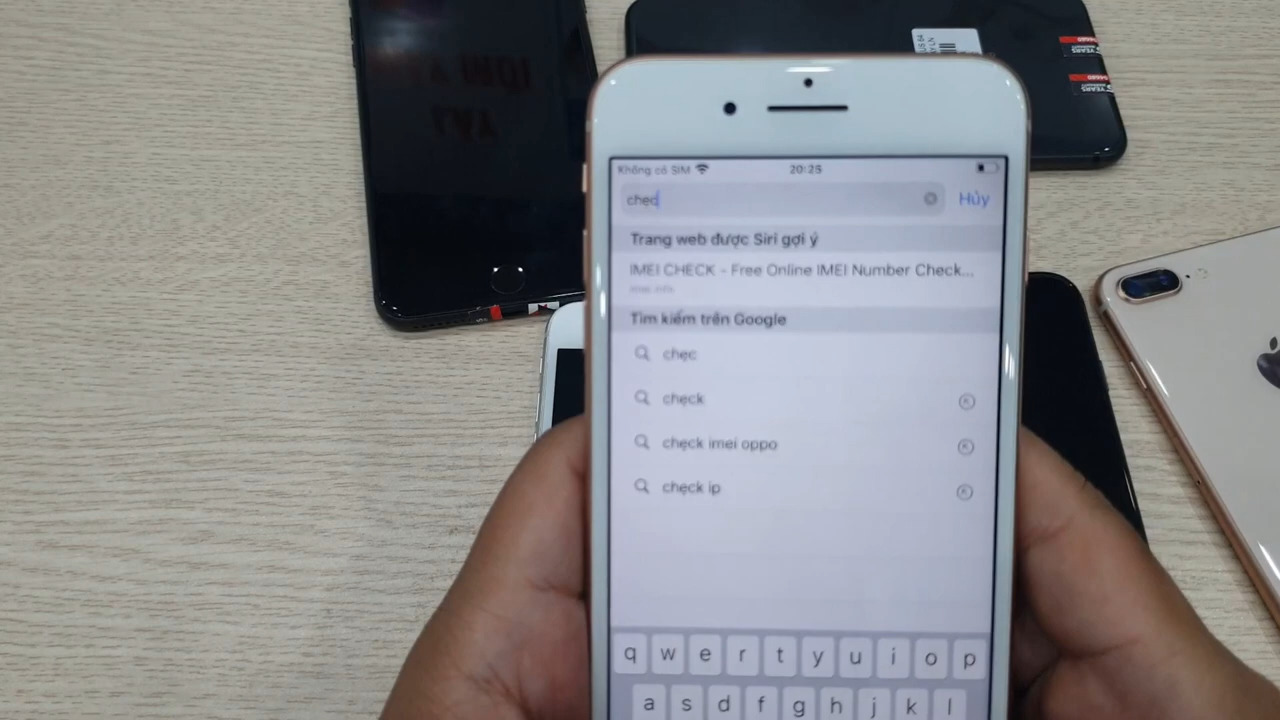 Không có SIM
20:25
chẹc
Hủy
Trang web được Siri gợi ý
IMEI CHECK - Free Online IMEI Number Check...
Tìm kiếm trên Google
chẹc
chẹck
chẹck imei oppo
chẹck ip
q w e r t y u i o p
a s d f g h j k l